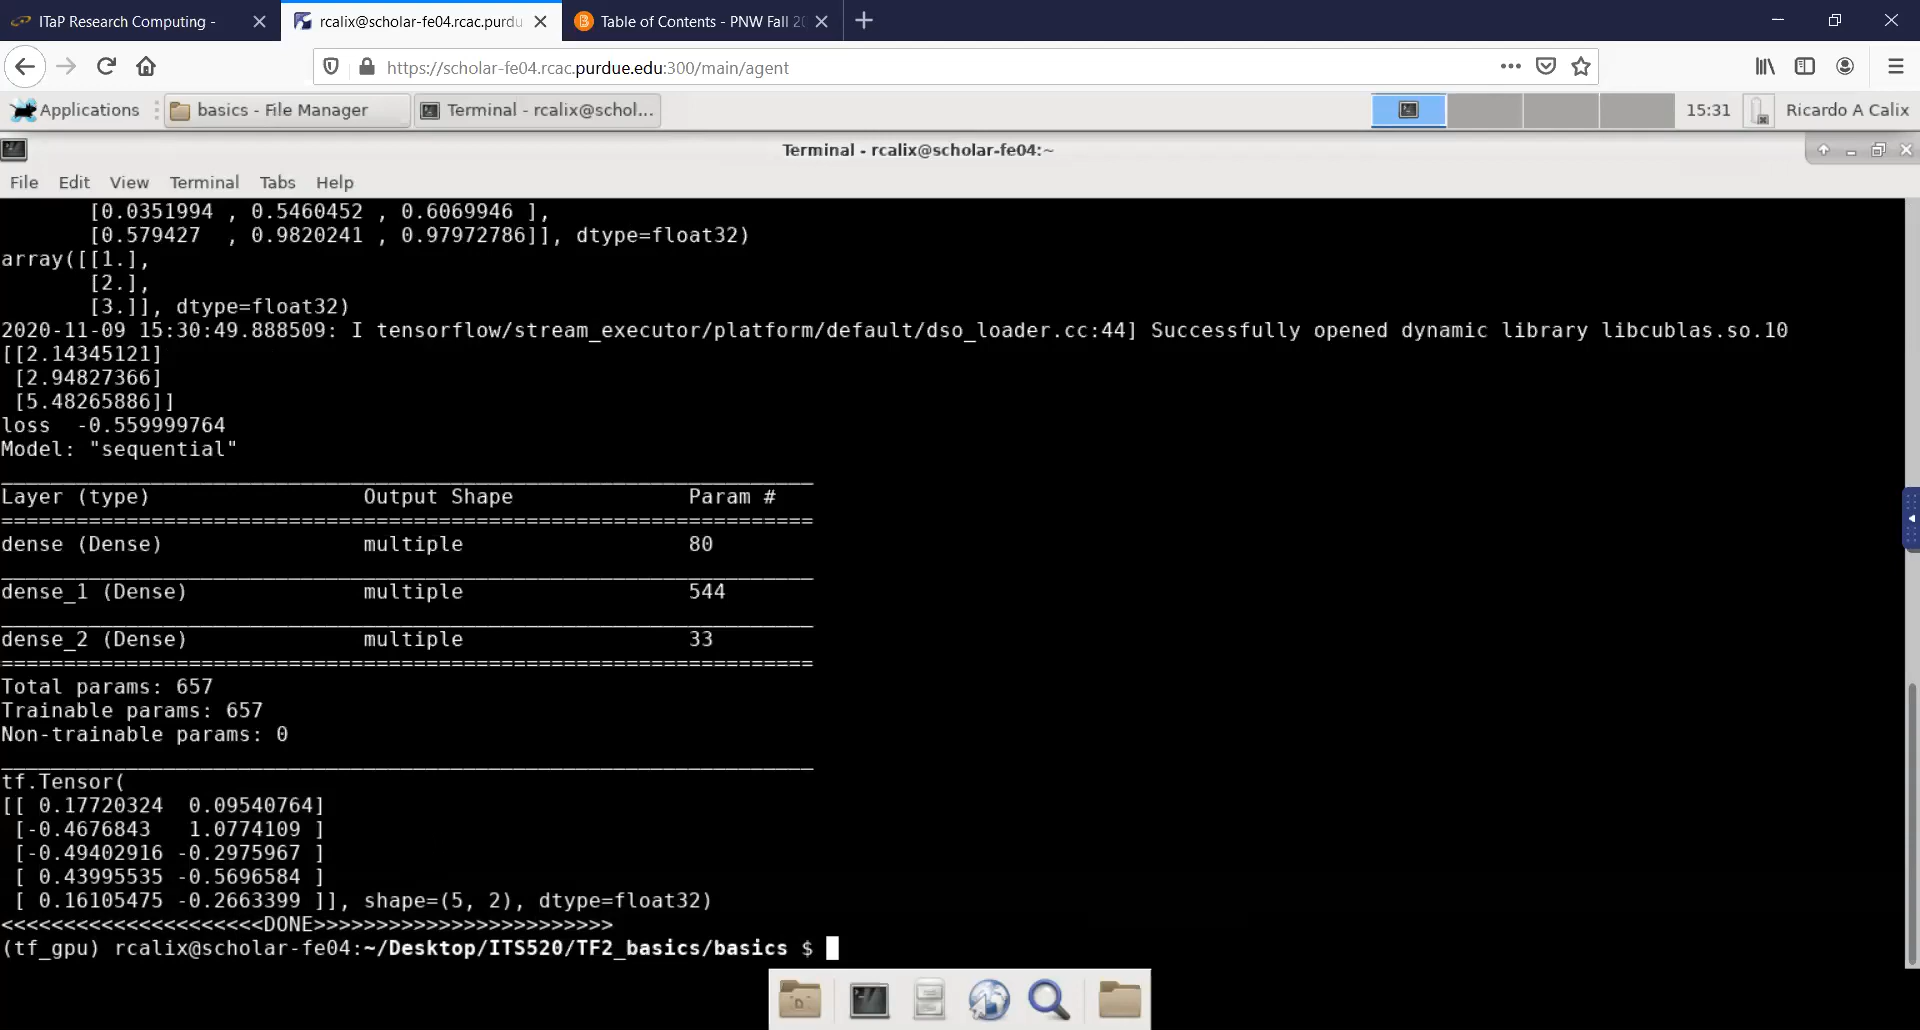 ITaP Research Computing -
rcalix@scholar-fe04.rcac.purdu
Table of Contents - PNW Fall 20
https://scholar-fe04.rcac.purdue.edu:300/main/agent
Applications
basics - File Manager
Terminal - rcalix@schol...
15:31
Ricardo A Calix
Terminal - rcalix@scholar-fe04:~
File Edit View Terminal Tabs Help
[0.0351994 , 0.5460452 , 0.6069946 ],
[0.579427  , 0.9820241 , 0.97972786]], dtype=float32)
array([[1.],
[2.],
[3.]], dtype=float32)
2020-11-09 15:30:49.888509: I tensorflow/stream_executor/platform/default/dso_loader.cc:44] Successfully opened dynamic library libcublas.so.10
[[2.14345121]
[2.94827366]
[5.48265886]]
loss  -0.559999764
Model: "sequential"
_________________________________________________________________
Layer (type)                 Output Shape              Param #
=================================================================
dense (Dense)                multiple                  80
_________________________________________________________________
dense_1 (Dense)              multiple                  544
_________________________________________________________________
dense_2 (Dense)              multiple                  33
=================================================================
Total params: 657
Trainable params: 657
Non-trainable params: 0
_________________________________________________________________
tf.Tensor(
[[ 0.17720324  0.09540764]
[-0.4676843   1.0774109 ]
[-0.49402916 -0.2975967 ]
[ 0.43995535 -0.5696584 ]
[ 0.16105475 -0.2663399 ]], shape=(5, 2), dtype=float32)
<<<<<<<<<<<<<<<<<<<<<DONE>>>>>>>>>>>>>>>>>>>>>>>>
(tf_gpu) rcalix@scholar-fe04:~/Desktop/ITS520/TF2_basics/basics $